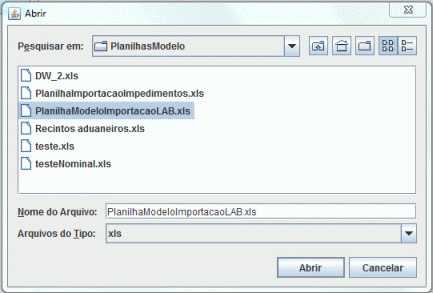 Abrir
Pesquisar em: PlanilhasModelo
DW_2.xls
PlanilhaImportacaoImpedimentos.xls
PlanilhaModeloImportacaoLAB.xls
Recintos aduaneiros.xls
teste.xls
testeNominal.xls
Nome do Arquivo: PlanilhaModeloImportacaoLAB.xls
Arquivos do Tipo: xls
Abrir Cancelar